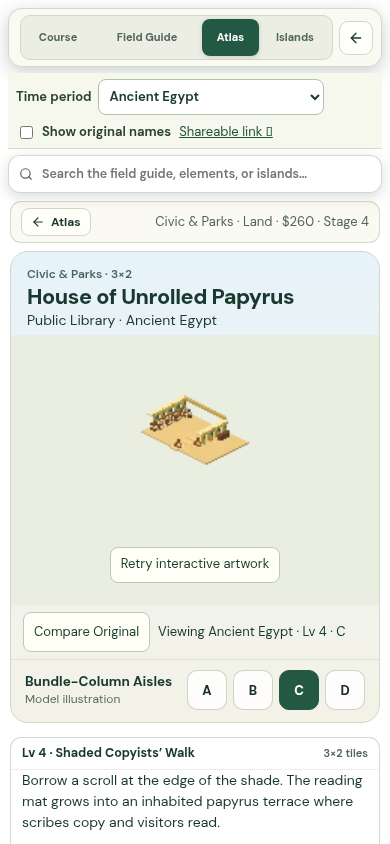 Course Field Guide Atlas Islands
Time period Ancient Egypt
Show original names Shareable link
Search the field guide, elements, or islands…
Atlas Civic & Parks · Land · $260 · Stage 4
Civic & Parks · 3×2
House of Unrolled Papyrus
Public Library · Ancient Egypt
Retry interactive artwork
Compare Original Viewing Ancient Egypt · Lv 4 · C
Bundle-Column Aisles
Model illustration
A B C D
Lv 4 · Shaded Copyists’ Walk 3×2 tiles
Borrow a scroll at the edge of the shade. The reading
mat grows into an inhabited papyrus terrace where
scribes copy and visitors read.